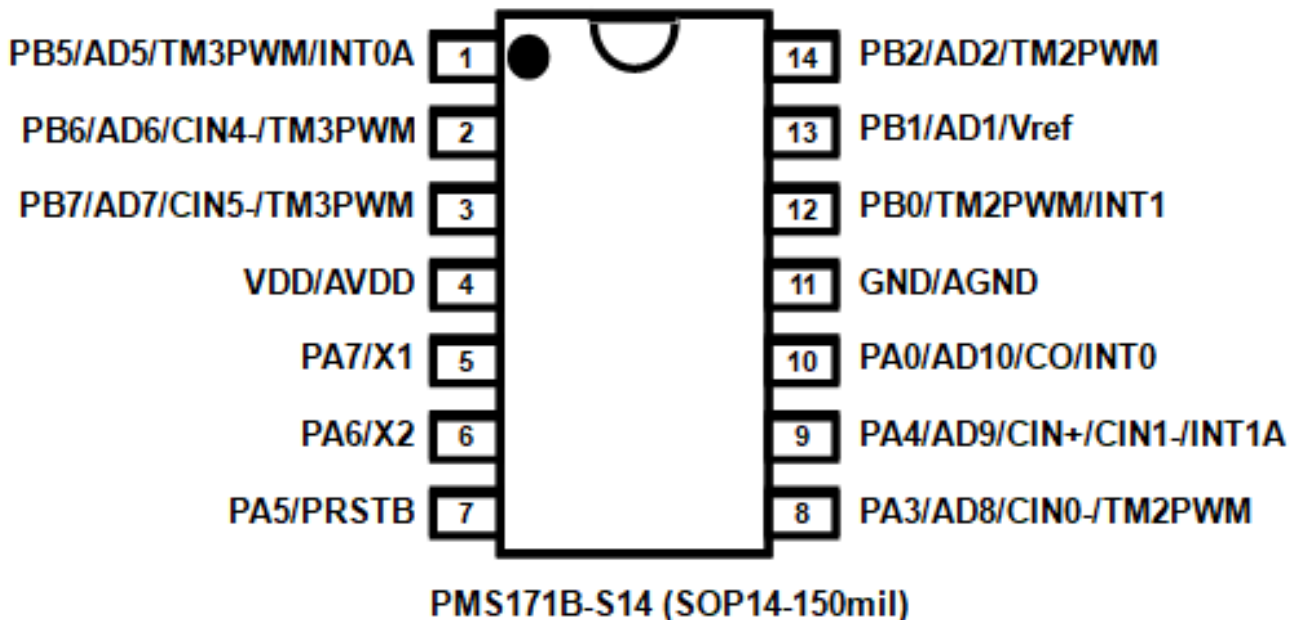 PB5/AD5/TM3PWM/INT0A 1 14 PB2/AD2/TM2PWM
PB6/AD6/CIN4-/TM3PWM 2 13 PB1/AD1/Vref
PB7/AD7/CIN5-/TM3PWM 3 12 PB0/TM2PWM/INT1
VDD/AVDD 4 11 GND/AGND
PA7/X1 5 10 PA0/AD10/CO/INT0
PA6/X2 6 9 PA4/AD9/CIN+/CIN1-/INT1A
PA5/PRSTB 7 8 PA3/AD8/CIN0-/TM2PWM
PMS171B-S14 (SOP14-150mil)